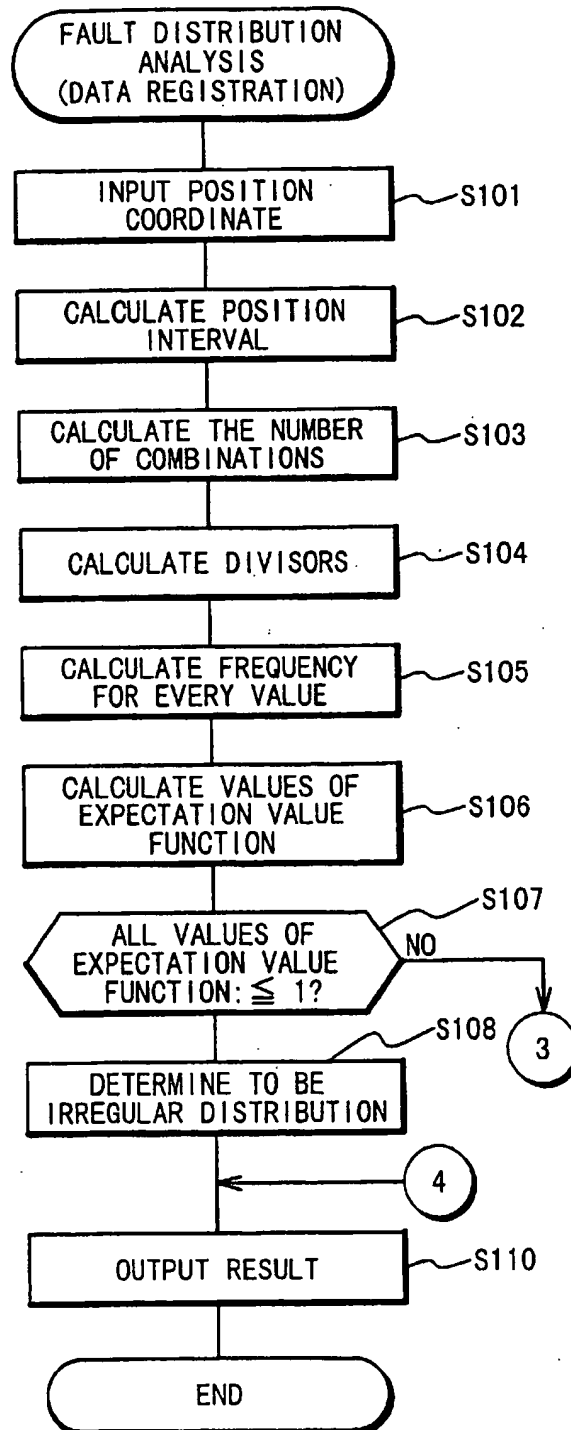 FAULT DISTRIBUTION
ANALYSIS
(DATA REGISTRATION)
INPUT POSITION
COORDINATE
S101
CALCULATE POSITION
INTERVAL
S102
CALCULATE THE NUMBER
OF COMBINATIONS
S103
CALCULATE DIVISORS
S104
CALCULATE FREQUENCY
FOR EVERY VALUE
S105
CALCULATE VALUES OF
EXPECTATION VALUE
FUNCTION
S106
ALL VALUES OF
EXPECTATION VALUE
FUNCTION: ≦ 1?
S107
NO
3
DETERMINE TO BE
IRREGULAR DISTRIBUTION
S108
4
OUTPUT RESULT
S110
END